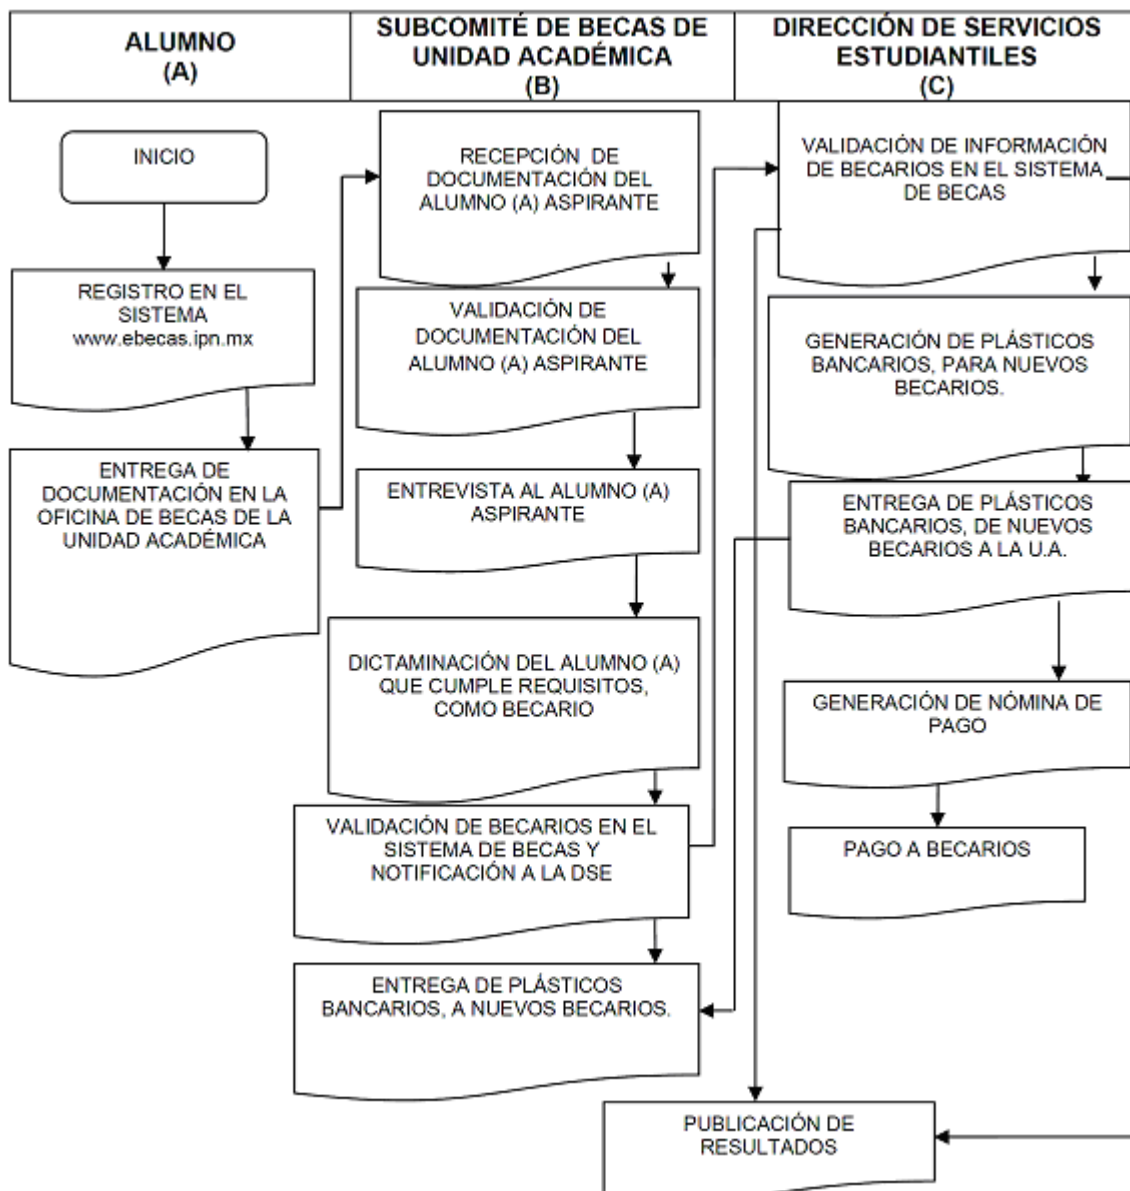 ALUMNO
(A)
SUBCOMITÉ DE BECAS DE
UNIDAD ACADÉMICA
(B)
DIRECCIÓN DE SERVICIOS
ESTUDIANTILES
(C)
INICIO
REGISTRO EN EL
SISTEMA
www.ebecas.ipn.mx
ENTREGA DE
DOCUMENTACIÓN EN LA
OFICINA DE BECAS DE LA
UNIDAD ACADÉMICA
RECEPCIÓN DE
DOCUMENTACIÓN DEL
ALUMNO (A) ASPIRANTE
VALIDACIÓN DE
DOCUMENTACIÓN DEL
ALUMNO (A) ASPIRANTE
ENTREVISTA AL ALUMNO (A)
ASPIRANTE
DICTAMINACIÓN DEL ALUMNO (A)
QUE CUMPLE REQUISITOS,
COMO BECARIO
VALIDACIÓN DE BECARIOS EN EL
SISTEMA DE BECAS Y
NOTIFICACIÓN A LA DSE
ENTREGA DE PLÁSTICOS
BANCARIOS, A NUEVOS BECARIOS.
VALIDACIÓN DE INFORMACIÓN
DE BECARIOS EN EL SISTEMA
DE BECAS
GENERACIÓN DE PLÁSTICOS
BANCARIOS, PARA NUEVOS
BECARIOS.
ENTREGA DE PLÁSTICOS
BANCARIOS, DE NUEVOS
BECARIOS A LA U.A.
GENERACIÓN DE NÓMINA DE
PAGO
PAGO A BECARIOS
PUBLICACIÓN DE
RESULTADOS